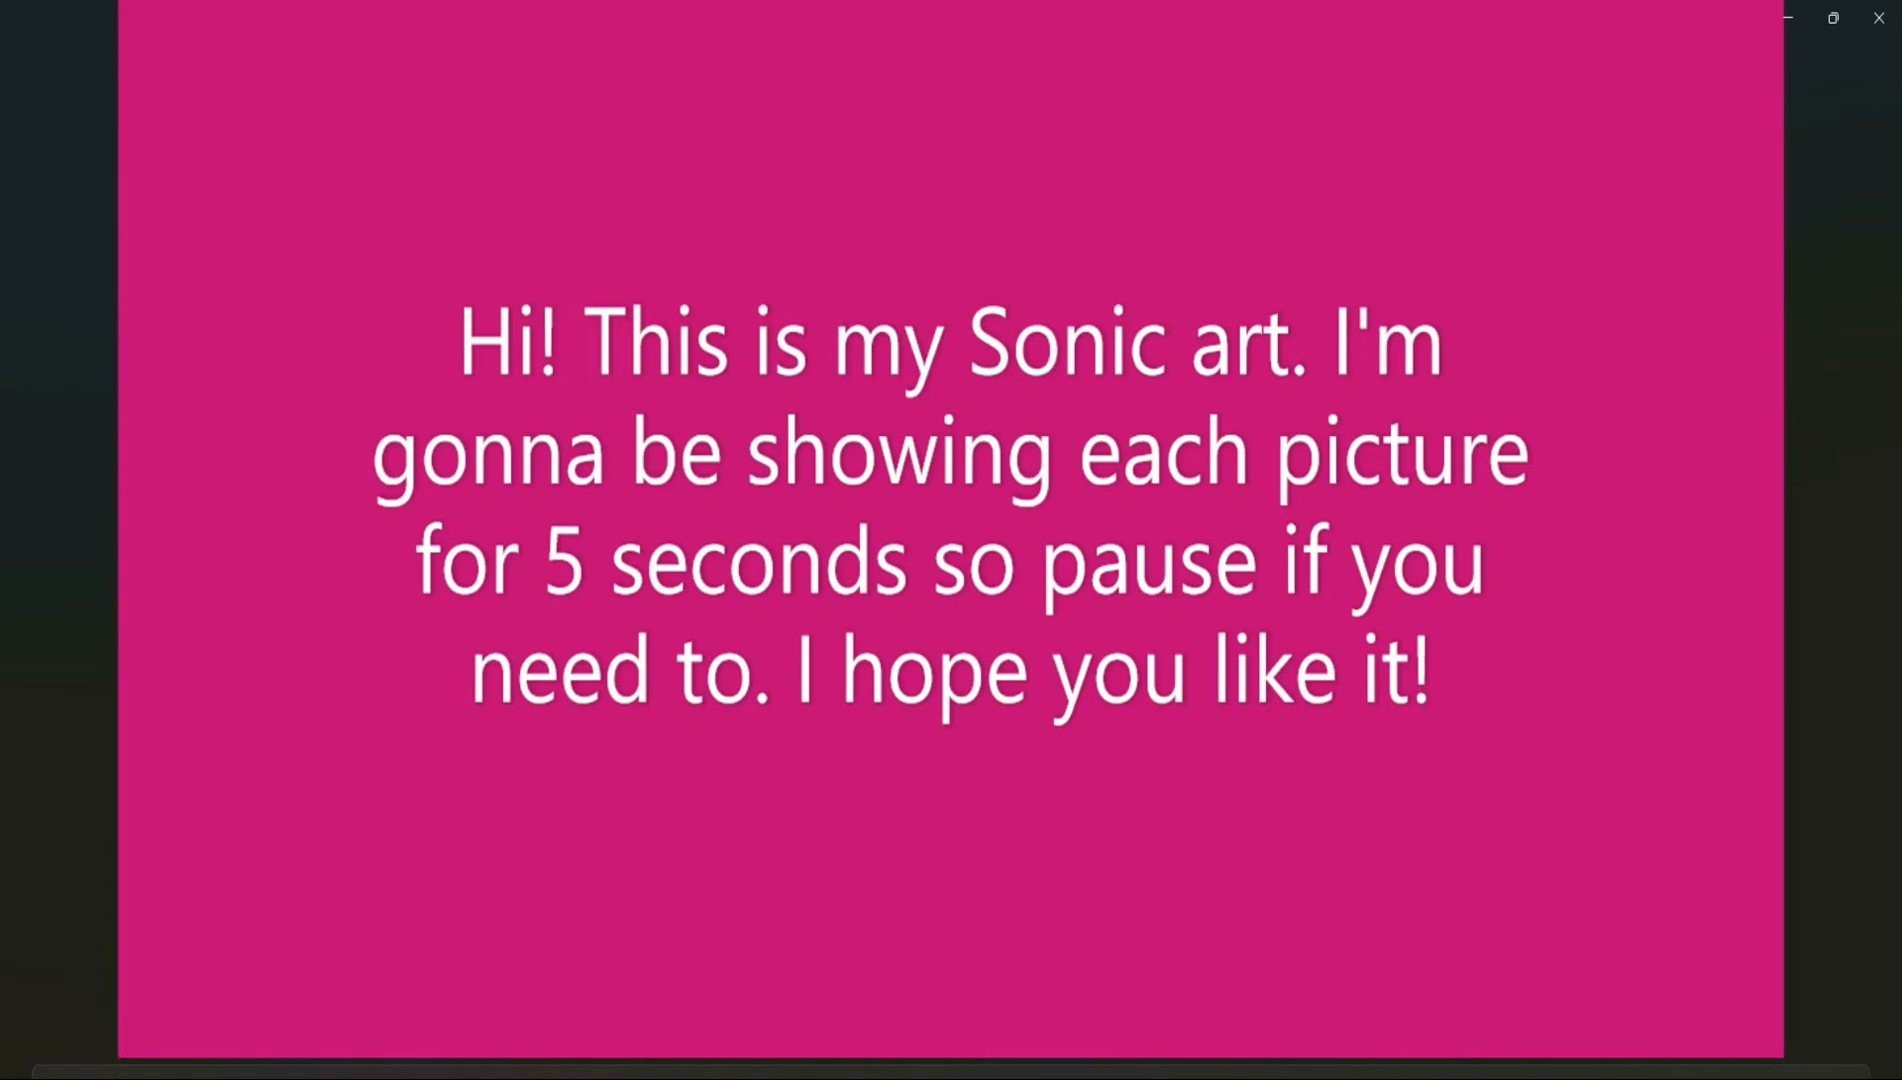 Hi! This is my Sonic art. I'm
gonna be showing each picture
for 5 seconds so pause if you
need to. I hope you like it!